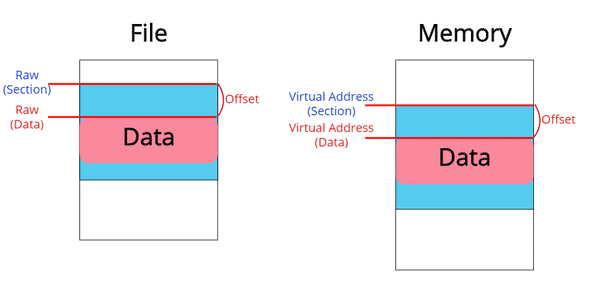 File
Raw
(Section)
Raw
(Data)
Offset
Data
Memory
Virtual Address
(Section)
Virtual Address
(Data)
Offset
Data